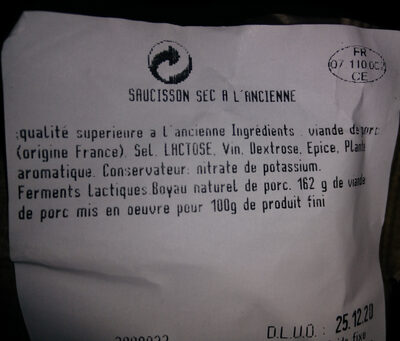 FR
07.110.002
CE
SAUCISSON SEC A L'ANCIENNE
:qualité superieure a l'ancienne Ingrédients : viande de porc
(origine France). Sel. LACTOSE. Vin. Dextrose. Epice. Plante
aromatique. Conservateur: nitrate de potassium.
Ferments Lactiques.Boyau naturel de porc. 162 g de viande
de porc mis en oeuvre pour 100g de produit fini
D.L.U.O. : 25.12.20
fixe